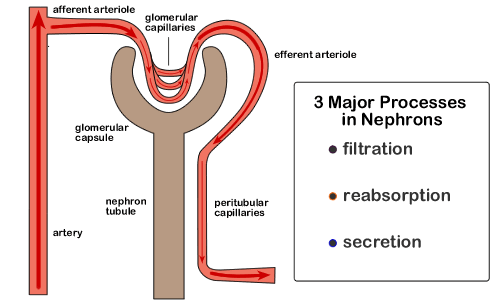 afferent arteriole
glomerular
capillaries
efferent arteriole
glomerular
capsule
nephron
tubule
peritubular
capillaries
artery
3 Major Processes
in Nephrons
filtration
reabsorption
secretion